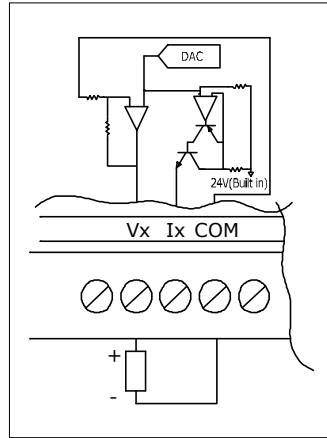 DAC
24V(Built in)
Vx Ix COM
+
-